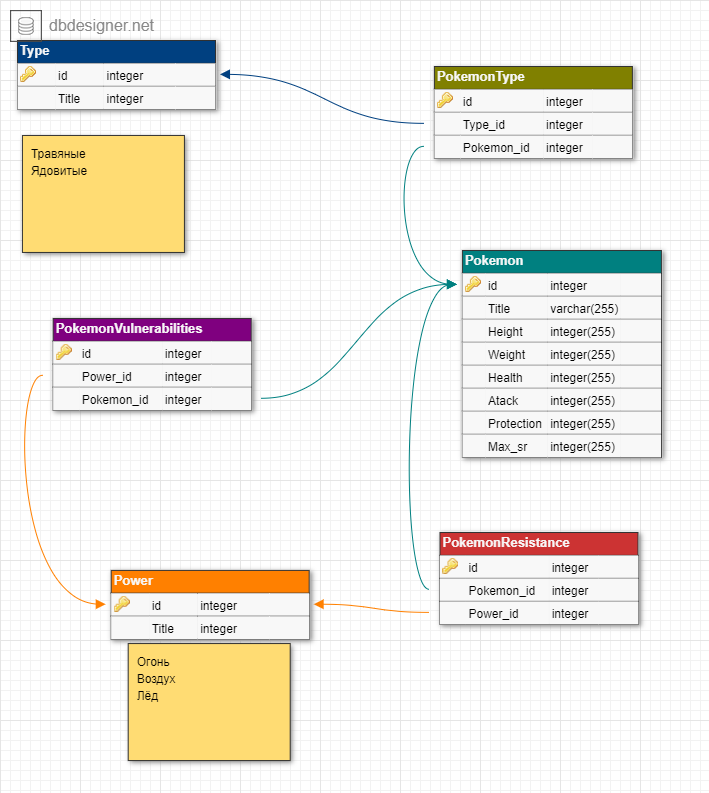 dbdesigner.net
Type
id integer
Title integer
Травяные
Ядовитые
PokemonType
id integer
Type_id integer
Pokemon_id integer
Pokemon
id integer
Title varchar(255)
Height integer(255)
Weight integer(255)
Health integer(255)
Atack integer(255)
Protection integer(255)
Max_sr integer(255)
PokemonVulnerabilities
id integer
Power_id integer
Pokemon_id integer
PokemonResistance
id integer
Pokemon_id integer
Power_id integer
Power
id integer
Title integer
Огонь
Воздух
Лёд